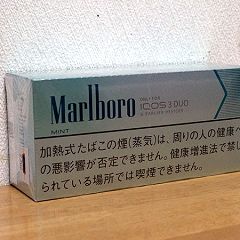 Marlboro
ONLY FOR
IQOS 3 DUO
& EARLIER DEVICES
MINT
加熱式たばこの煙(蒸気)は、周りの人の健康へ
の悪影響が否定できません。健康増進法で禁じ
られている場所では喫煙できません。